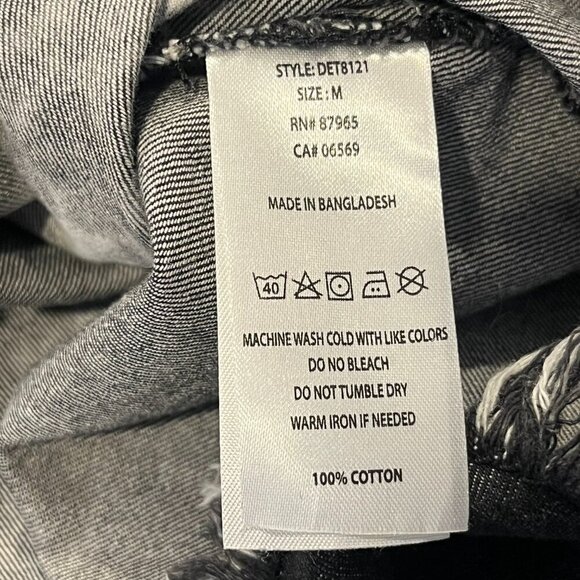 STYLE: DET8121
SIZE : M
RN# 87965
CA# 06569
MADE IN BANGLADESH
40
MACHINE WASH COLD WITH LIKE COLORS
DO NO BLEACH
DO NOT TUMBLE DRY
WARM IRON IF NEEDED
100% COTTON